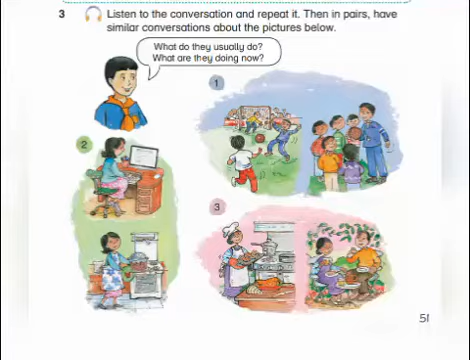 3 Listen to the conversation and repeat it. Then in pairs, have
similar conversations about the pictures below.
What do they usually do?
What are they doing now?
1
2
3
51